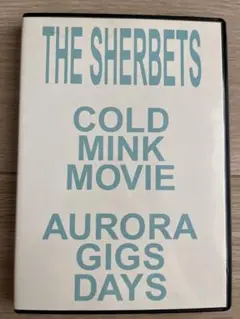 THE SHERBETS
COLD
MINK
MOVIE
AURORA
GIGS
DAYS